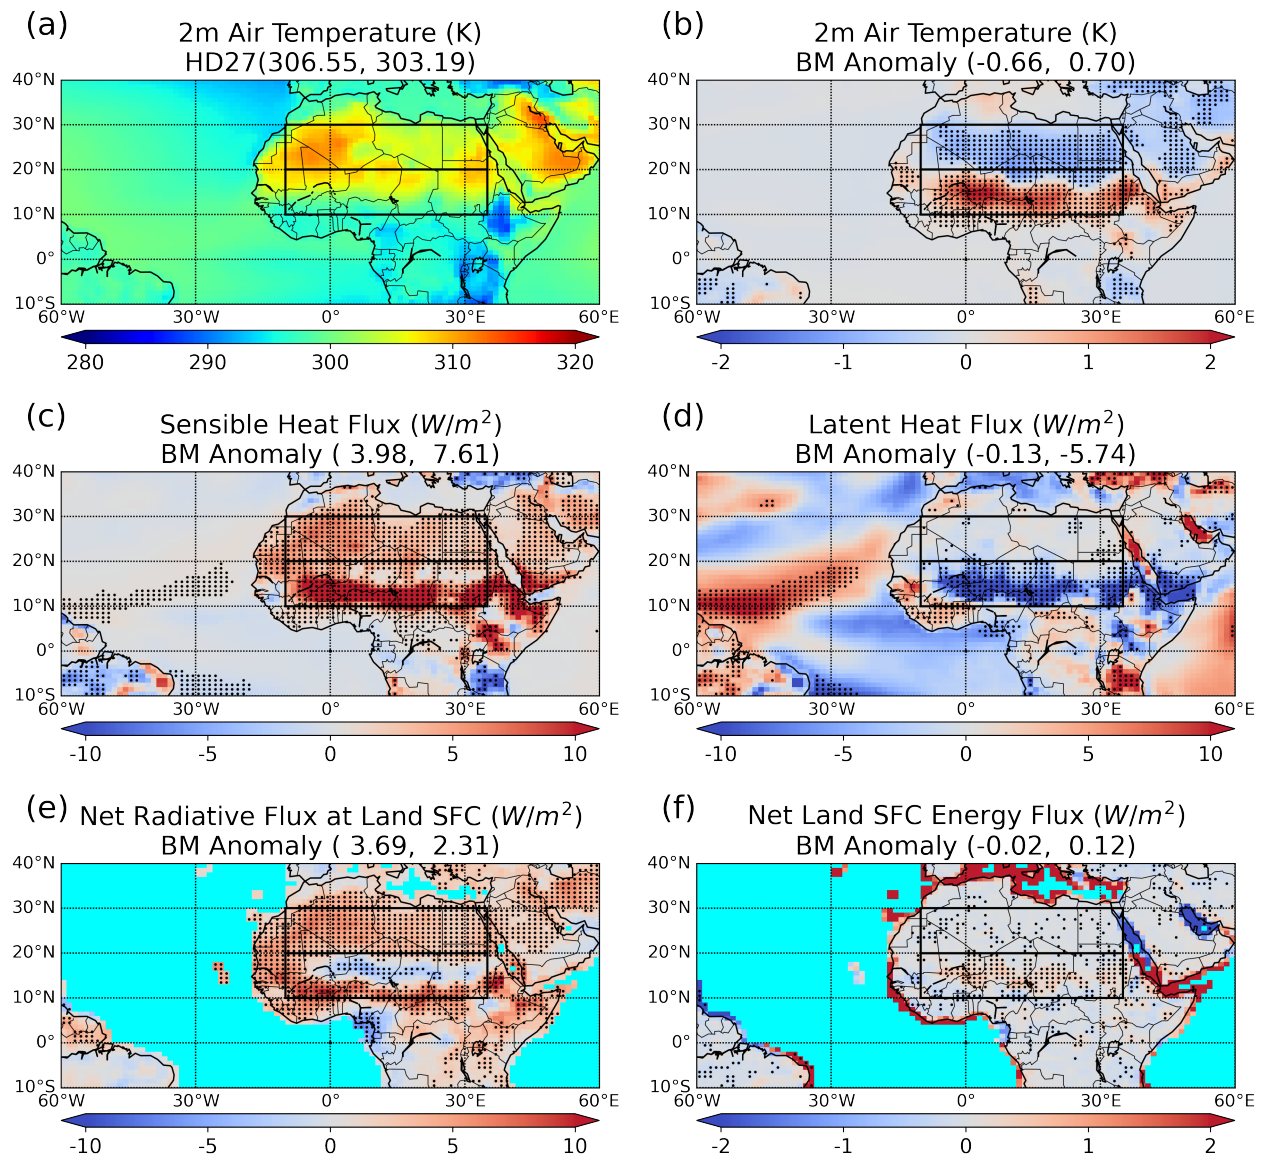 (a)
2m Air Temperature (K)
HD27(306.55, 303.19)
40°N
30°N
20°N
10°N
0°
10°S
60°W 30°W 0° 30°E 60°E
280 290 300 310 320
(b)
2m Air Temperature (K)
BM Anomaly (-0.66, 0.70)
40°N
30°N
20°N
10°N
0°
10°S
60°W 30°W 0° 30°E 60°E
-2 -1 0 1 2
(c)
Sensible Heat Flux (W/m²)
BM Anomaly ( 3.98, 7.61)
40°N
30°N
20°N
10°N
0°
10°S
60°W 30°W 0° 30°E 60°E
-10 -5 0 5 10
(d)
Latent Heat Flux (W/m²)
BM Anomaly (-0.13, -5.74)
40°N
30°N
20°N
10°N
0°
10°S
60°W 30°W 0° 30°E 60°E
-10 -5 0 5 10
(e)
Net Radiative Flux at Land SFC (W/m²)
BM Anomaly ( 3.69, 2.31)
40°N
30°N
20°N
10°N
0°
10°S
60°W 30°W 0° 30°E 60°E
-10 -5 0 5 10
(f)
Net Land SFC Energy Flux (W/m²)
BM Anomaly (-0.02, 0.12)
40°N
30°N
20°N
10°N
0°
10°S
60°W 30°W 0° 30°E 60°E
-2 -1 0 1 2